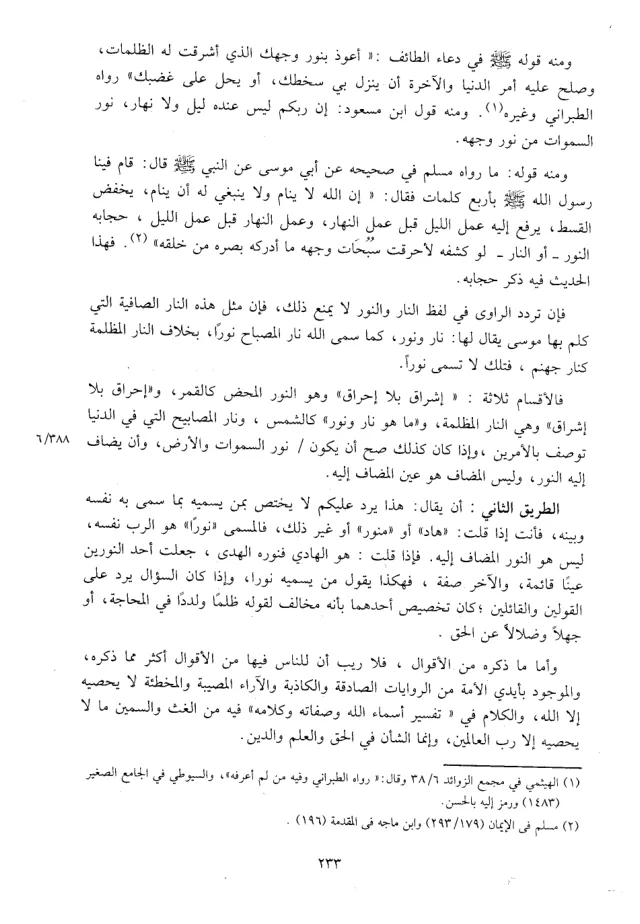 ومنه قوله ﷺ في دعاء الطائف : « أعوذ بنور وجهك الذي أشرقت له الظلمات،
وصلح عليه أمر الدنيا والآخرة أن ينزل بي سخطك، أو يحل على غضبك» رواه
الطبراني وغيره(١). ومنه قول ابن مسعود: إن ربكم ليس عنده ليل ولا نهار، نور
السموات من نور وجهه.
ومنه قوله: ما رواه مسلم في صحيحه عن أبي موسى عن النبي ﷺ قال: قام فينا
رسول الله ﷺ بأربع كلمات فقال: « إن الله لا ينام ولا ينبغي له أن ينام، يخفض
القسط، يرفع إليه عمل الليل قبل عمل النهار، وعمل النهار قبل عمل الليل ، حجابه
النور ـ أو النار ـ لو كشفه لأحرقت سُبُحَات وجهه ما أدركه بصره من خلقه» (٢). فهذا
الحديث فيه ذكر حجابه.
فإن تردد الراوى في لفظ النار والنور لا يمنع ذلك، فإن مثل هذه النار الصافية التي
كلم بها موسى يقال لها: نار ونور، كما سمى الله نار المصباح نورًا، بخلاف النار المظلمة
كنار جهنم ، فتلك لا تسمى نوراً.
فالأقسام ثلاثة : « إشراق بلا إحراق» وهو النور المحض كالقمر، و«إحراق بلا
إشراق» وهي النار المظلمة، و«ما هو نار ونور» كالشمس ، ونار المصابيح التي في الدنيا
توصف بالأمرين ،وإذا كان كذلك صح أن يكون / نور السموات والأرض، وأن يضاف
٦/٣٨٨
إليه النور، وليس المضاف هو عين المضاف إليه.
الطريق الثاني : أن يقال: هذا يرد عليكم لا يختص بمن يسميه بما سمى به نفسه
وبينه، فأنت إذا قلت: «هاد» أو «منور» أو غير ذلك، فالمسمى «نورًا» هو الرب نفسه،
ليس هو النور المضاف إليه. فإذا قلت : هو الهادي فنوره الهدى ، جعلت أحد النورين
عينًا قائمة، والآخر صفة ، فهكذا يقول من يسميه نورا، وإذا كان السؤال يرد على
القولين والقائلين ؛كان تخصيص أحدهما بأنه مخالف لقوله ظلمًا ولددًا في المحاجة، أو
جهلاً وضلالاً عن الحق .
وأما ما ذكره من الأقوال ، فلا ريب أن للناس فيها من الأقوال أكثر مما ذكره،
والموجود بأيدي الأمة من الروايات الصادقة والكاذبة والآراء المصيبة والمخطئة لا يحصيه
إلا الله، والكلام في « تفسير أسماء الله وصفاته وكلامه» فيه من الغث والسمين ما لا
يحصيه إلا رب العالمين، وإنما الشأن في الحق والعلم والدين.
(١) الهيثمي في مجمع الزوائد ٣٨/٦ وقال:« رواه الطبراني وفيه من لم أعرفه»، والسيوطي في الجامع الصغير
(١٤٨٣) ورمز إليه بالحسن.
(٢) مسلم فى الإيمان (٢٩٣/١٧٩) وابن ماجه فى المقدمة (١٩٦) .
٢٣٣